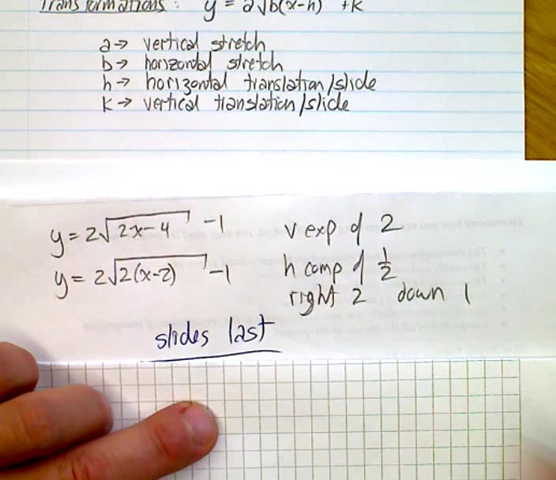 Transformations: y = a√b(x-h) +k
a→ vertical stretch
b→ horizontal stretch
h→ horizontal translation/slide
k→ vertical translation/slide
y = 2√2x-4 -1 v exp of 2
y = 2√2(x-2) -1 h comp of 1/2
right 2 down 1
slides last